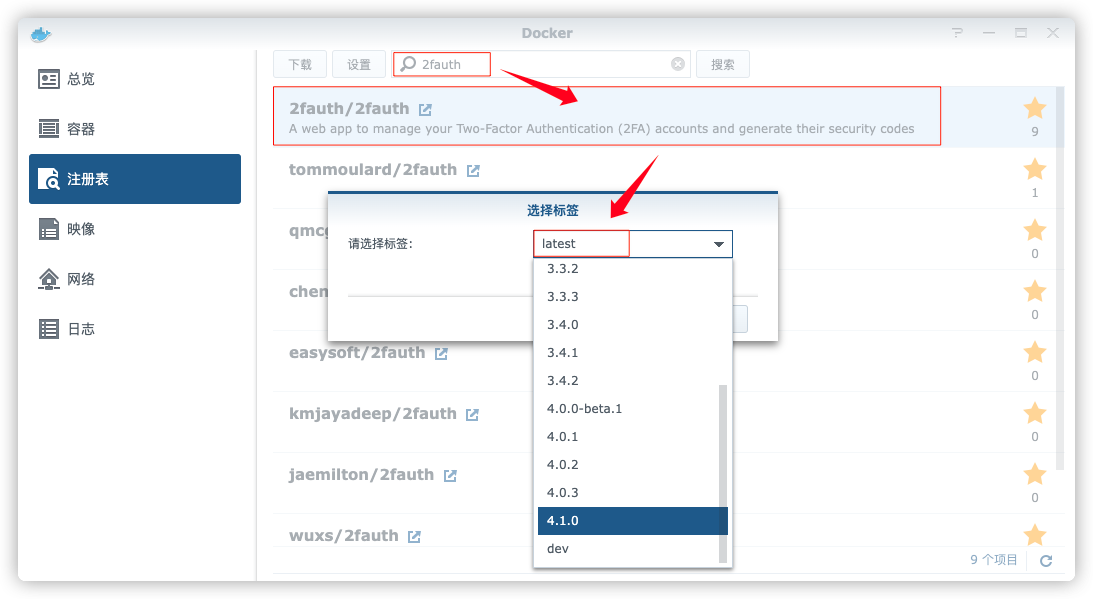 Docker
总览
容器
注册表
映像
网络
日志
下载
设置
2fauth
搜索
2fauth/2fauth
A web app to manage your Two-Factor Authentication (2FA) accounts and generate their security codes
9
tommoulard/2fauth
1
qmcg
0
chen
0
easysoft/2fauth
0
kmjayadeep/2fauth
0
jaemilton/2fauth
0
wuxs/2fauth
选择标签
请选择标签:
latest
3.3.2
3.3.3
3.4.0
3.4.1
3.4.2
4.0.0-beta.1
4.0.1
4.0.2
4.0.3
4.1.0
dev
9 个项目